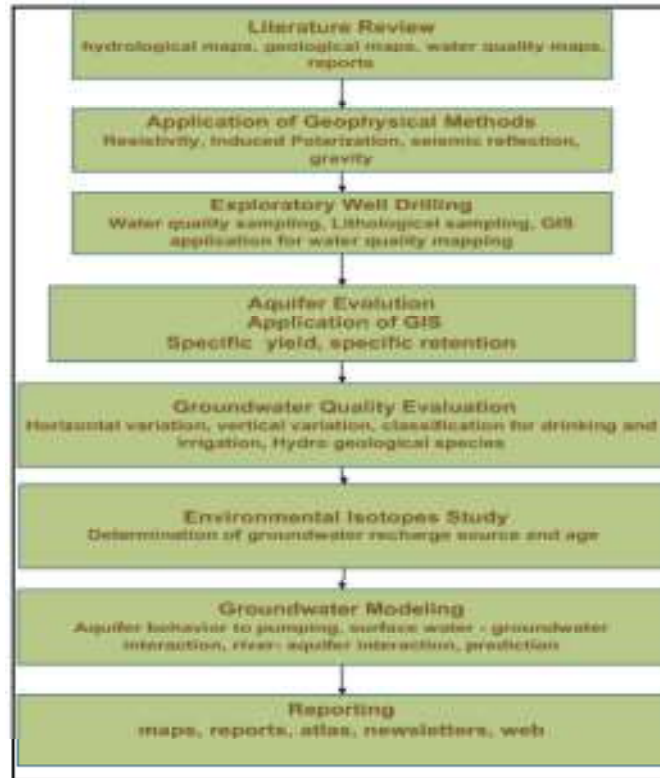 Literature Review
hydrological maps, geological maps, water quality maps,
reports
Application of Geophysical Methods
Resistivity, Induced Polarization, seismic reflection,
gravity
Exploratory Well Drilling
Water quality sampling, Lithological sampling, GIS
application for water quality mapping
Aquifer Evalution
Application of GIS
Specific yield, specific retention
Groundwater Quality Evaluation
Horizontal variation, vertical variation, classification for drinking and
irrigation, Hydro geological species
Environmental Isotopes Study
Determination of groundwater recharge source and age
Groundwater Modeling
Aquifer behavior to pumping, surface water - groundwater
interaction, river- aquifer interaction, prediction
Reporting
maps, reports, atlas, newsletters, web